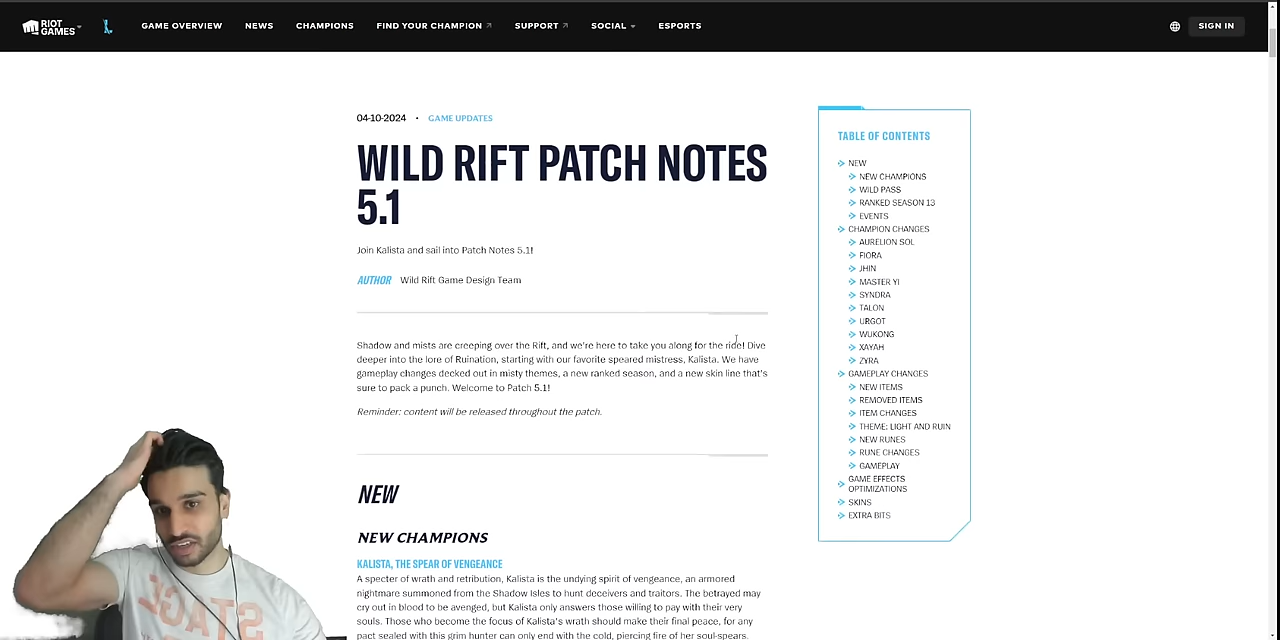 RIOT GAMES
GAME OVERVIEW
NEWS
CHAMPIONS
FIND YOUR CHAMPION
SUPPORT
SOCIAL
ESPORTS
SIGN IN
04-10-2024 • GAME UPDATES
WILD RIFT PATCH NOTES
5.1
Join Kalista and sail into Patch Notes 5.1!
AUTHOR Wild Rift Game Design Team
Shadow and mists are creeping over the Rift, and we're here to take you along for the ride! Dive
deeper into the lore of Ruination, starting with our favorite speared mistress, Kalista. We have
gameplay changes decked out in misty themes, a new ranked season, and a new skin line that's
sure to pack a punch. Welcome to Patch 5.1!
Reminder: content will be released throughout the patch.
NEW
NEW CHAMPIONS
KALISTA, THE SPEAR OF VENGEANCE
A specter of wrath and retribution, Kalista is the undying spirit of vengeance, an armored
nightmare summoned from the Shadow Isles to hunt deceivers and traitors. The betrayed may
cry out in blood to be avenged, but Kalista only answers those willing to pay with their very
souls. Those who become the focus of Kalista's wrath should make their final peace, for any
pact sealed with this grim hunter can only end with the cold, piercing fire of her soul-spears.
TABLE OF CONTENTS
NEW
NEW CHAMPIONS
WILD PASS
RANKED SEASON 13
EVENTS
CHAMPION CHANGES
AURELION SOL
FIORA
JHIN
MASTER YI
SYNDRA
TALON
URGOT
WUKONG
XAYAH
ZYRA
GAMEPLAY CHANGES
NEW ITEMS
REMOVED ITEMS
ITEM CHANGES
THEME: LIGHT AND RUIN
NEW RUNES
RUNE CHANGES
GAMEPLAY
GAME EFFECTS
OPTIMIZATIONS
SKINS
EXTRA BITS